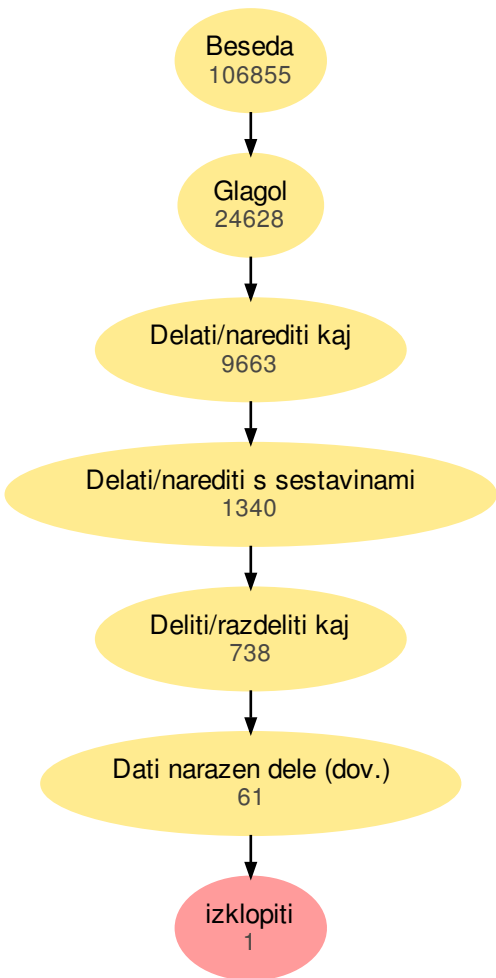 Beseda
106855
Glagol
24628
Delati/narediti kaj
9663
Delati/narediti s sestavinami
1340
Deliti/razdeliti kaj
738
Dati narazen dele (dov.)
61
izklopiti
1